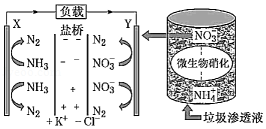 负载
X
Y
盐桥
N₂
- -
N₂
NO₃⁻
NH₃
- -
NO₃⁻
微生物硝化
NH₃
+
NO₃⁻
NH₄⁺
N₂
+ +
N₂
+K⁺
-Cl⁻
垃圾渗透液